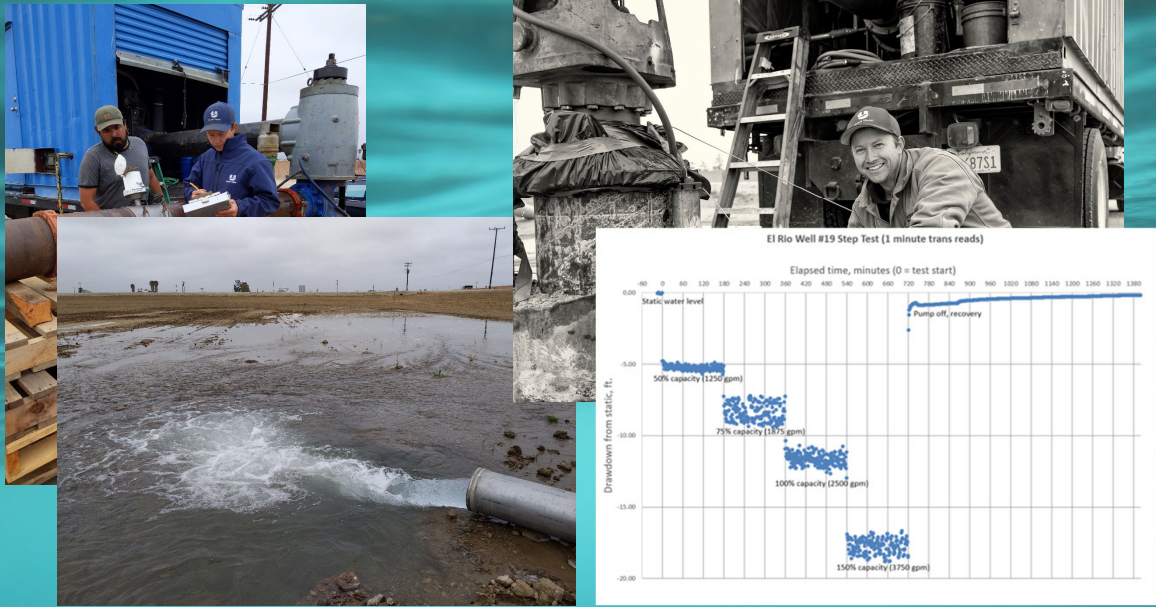 87S1
El Rio Well #19 Step Test (1 minute trans reads)
Elapsed time, minutes (0 = test start)
-60 0 60 120 180 240 300 360 420 480 540 600 660 720 780 840 900 960 1020 1080 1140 1200 1260 1320 1380
0.00
Static water level
Pump off, recovery
-5.00
50% capacity (1250 gpm)
75% capacity (1875 gpm)
-10.00
100% capacity (2500 gpm)
-15.00
150% capacity (3750 gpm)
-20.00
Drawdown from static, ft.